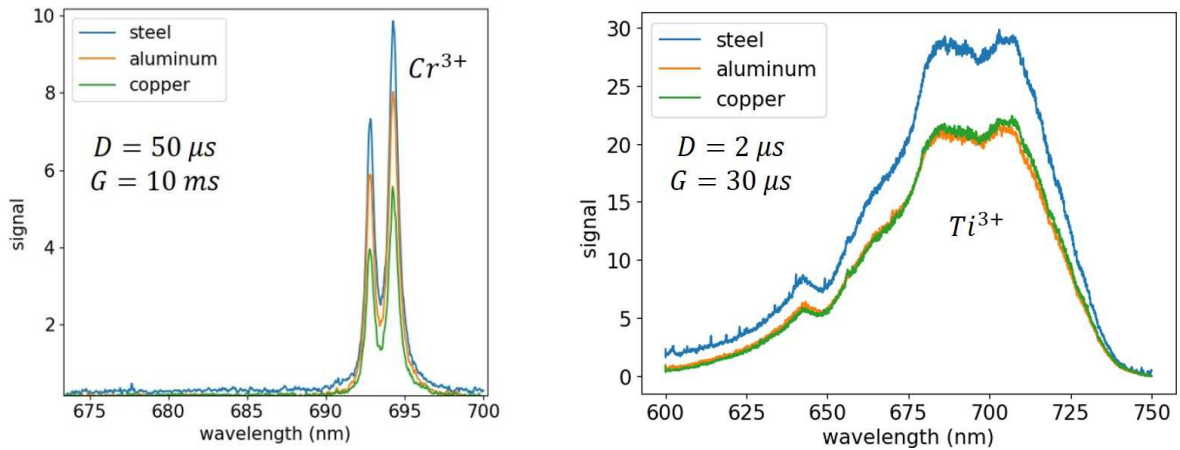 10
8
6
4
2
signal
steel
aluminum
copper
Cr³⁺
D = 50 μs
G = 10 ms
675
680
685
690
695
700
wavelength (nm)
30
25
20
15
10
5
0
signal
steel
aluminum
copper
D = 2 μs
G = 30 μs
Ti³⁺
600
625
650
675
700
725
750
wavelength (nm)